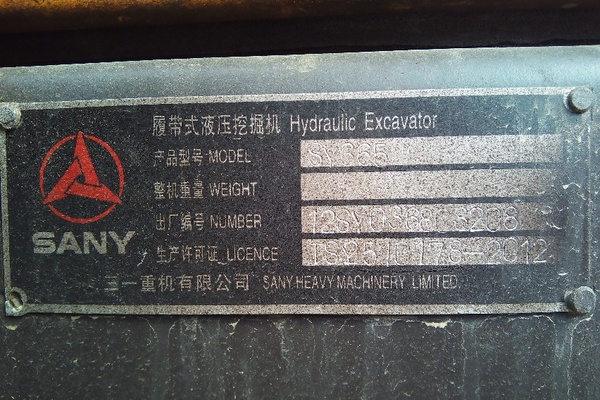 履带式液压挖掘机 Hydraulic Excavator
产品型号 MODEL
整机重量 WEIGHT
出厂编号 NUMBER
生产许可证 LICENCE TS2510178-2012
SANY
三一重机有限公司 SANY HEAVY MACHINERY LIMITED